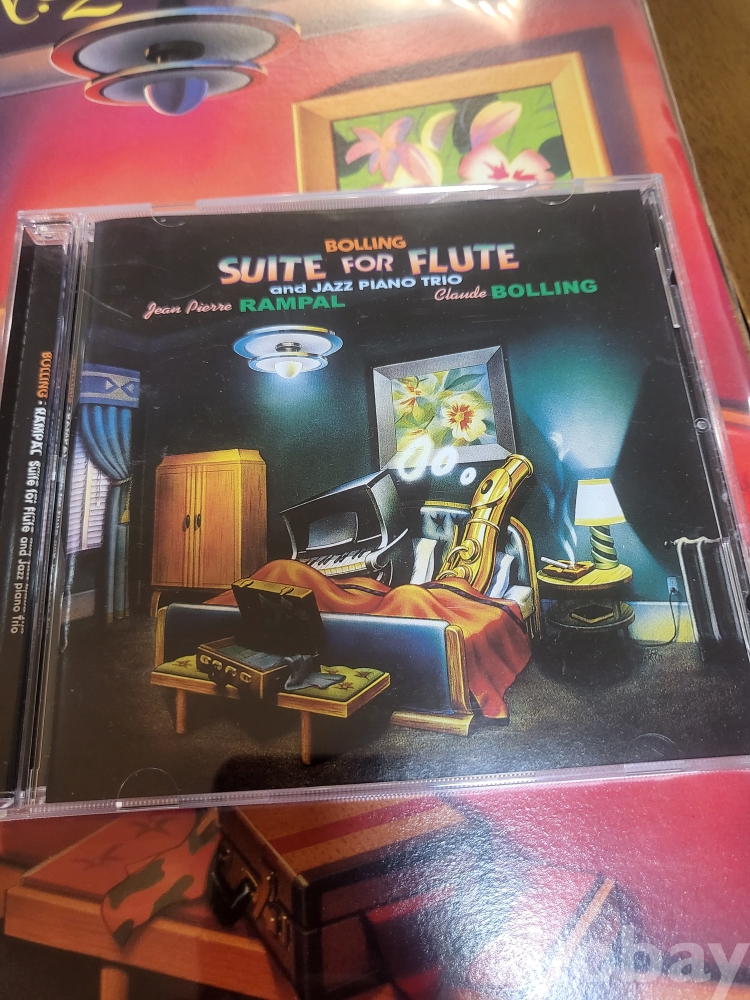 BOLLING
SUITE FOR FLUTE
and JAZZ PIANO TRIO
Jean Pierre RAMPAL
Claude BOLLING
BOLLING • RAMPAL Suite for Flute and Jazz piano trio